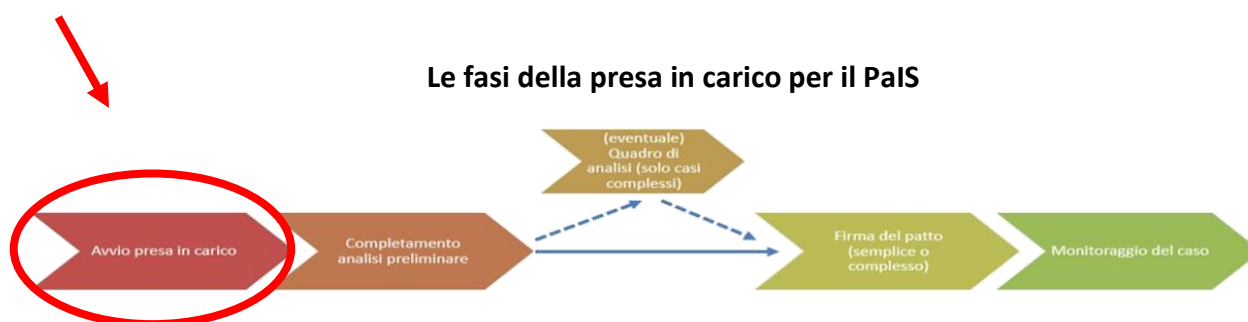 Le fasi della presa in carico per il PaIS
Avvio presa in carico
Completamento
analisi preliminare
(eventuale)
Quadro di
analisi (solo casi
complessi)
Firma del patto
(semplice o
complesso)
Monitoraggio del caso